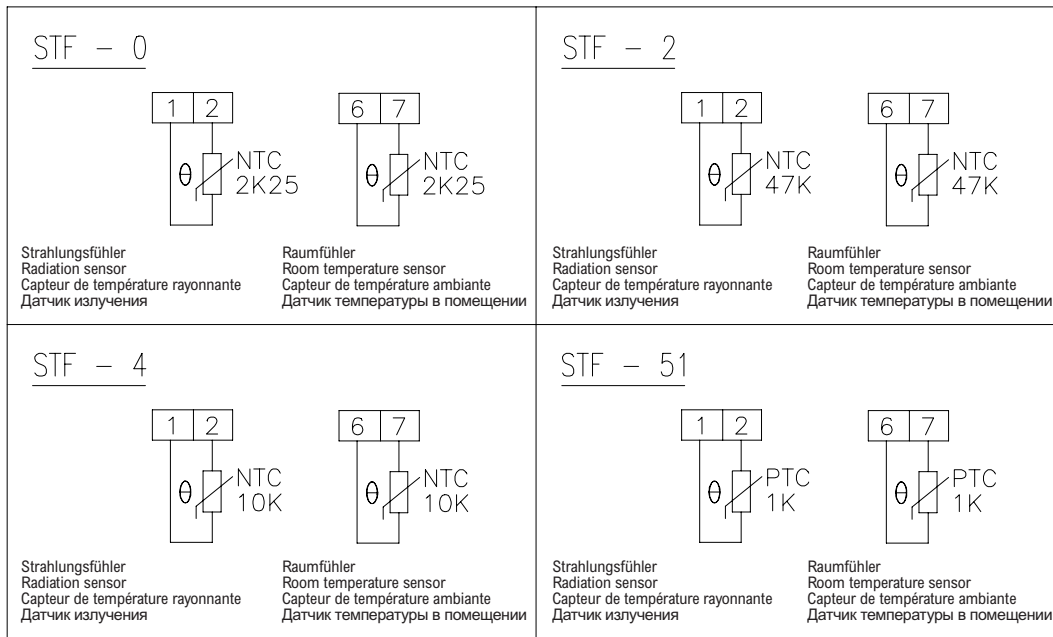 STF - 0
1 2
6 7
θ NTC
2K25
θ NTC
2K25
Strahlungsfühler
Radiation sensor
Capteur de température rayonnante
Датчик излучения
Raumfühler
Room temperature sensor
Capteur de température ambiante
Датчик температуры в помещении
STF - 2
1 2
6 7
θ NTC
47K
θ NTC
47K
Strahlungsfühler
Radiation sensor
Capteur de température rayonnante
Датчик излучения
Raumfühler
Room temperature sensor
Capteur de température ambiante
Датчик температуры в помещении
STF - 4
1 2
6 7
θ NTC
10K
θ NTC
10K
Strahlungsfühler
Radiation sensor
Capteur de température rayonnante
Датчик излучения
Raumfühler
Room temperature sensor
Capteur de température ambiante
Датчик температуры в помещении
STF - 51
1 2
6 7
θ PTC
1K
θ PTC
1K
Strahlungsfühler
Radiation sensor
Capteur de température rayonnante
Датчик излучения
Raumfühler
Room temperature sensor
Capteur de température ambiante
Датчик температуры в помещении